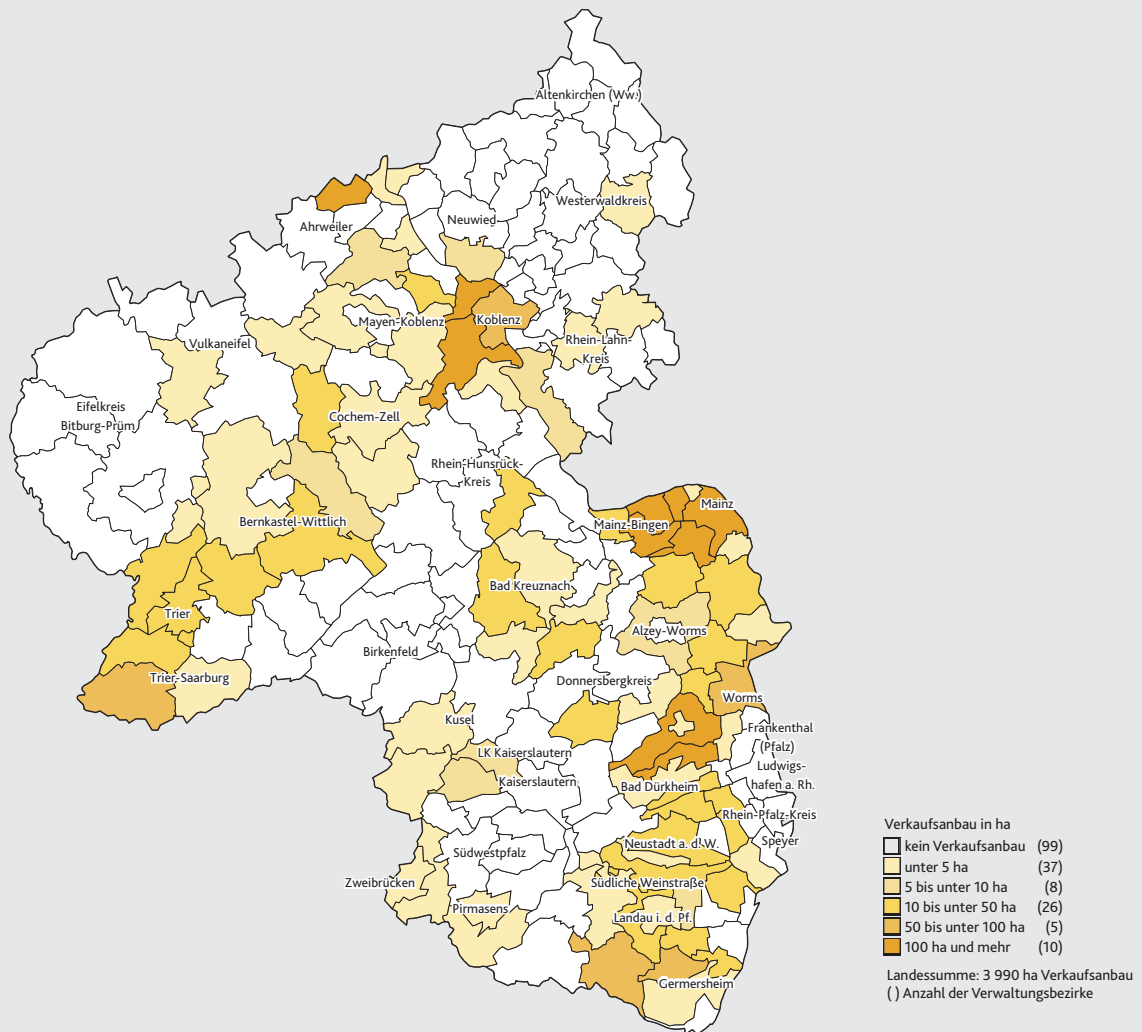 Altenkirchen (Ww.)
Westerwaldkreis
Neuwied
Ahrweiler
Koblenz
Mayen-Koblenz
Rhein-Lahn-
Kreis
Vulkaneifel
Eifelkreis
Bitburg-Prüm
Cochem-Zell
Rhein-Hunsrück-
Kreis
Mainz
Mainz-Bingen
Bernkastel-Wittlich
Bad Kreuznach
Trier
Alzey-Worms
Birkenfeld
Trier-Saarburg
Donnersbergkreis
Worms
Kusel
Frankenthal
(Pfalz)
LK Kaiserslautern
Ludwigs-
hafen a. Rh.
Kaiserslautern
Bad Dürkheim
Rhein-Pfalz-Kreis
Neustadt a. d. W.
Speyer
Südwestpfalz
Zweibrücken
Südliche Weinstraße
Pirmasens
Landau i. d. Pf.
Germersheim
Verkaufsanbau in ha
kein Verkaufsanbau (99)
unter 5 ha (37)
5 bis unter 10 ha (8)
10 bis unter 50 ha (26)
50 bis unter 100 ha (5)
100 ha und mehr (10)
Landessumme: 3 990 ha Verkaufsanbau
( ) Anzahl der Verwaltungsbezirke